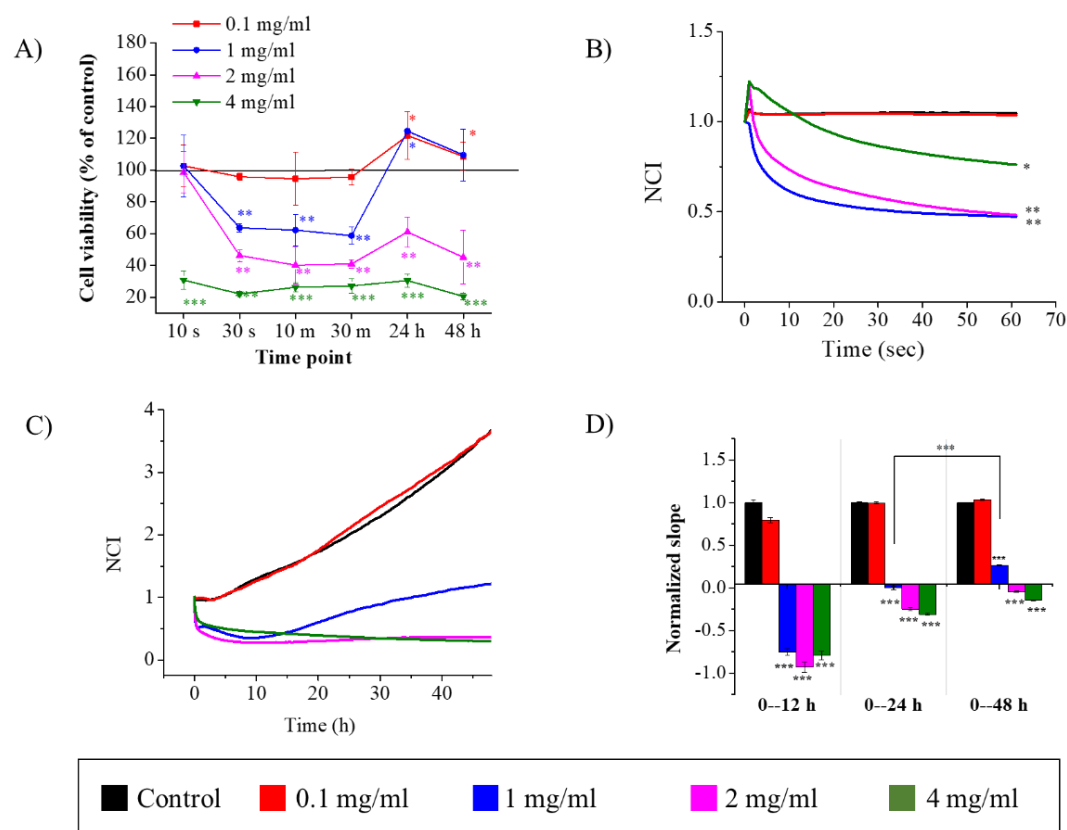 A)
0.1 mg/ml
1 mg/ml
2 mg/ml
4 mg/ml
Cell viability (% of control)
180
160
140
120
100
80
60
40
20
*
*
*
** ** **
** ** ** ** **
*** *** *** *** *** ***
10 s 30 s 10 m 30 m 24 h 48 h
Time point
B)
NCI
1.5
1.0
0.5
0.0
*
**
**
0 10 20 30 40 50 60 70
Time (sec)
C)
NCI
4
3
2
1
0
0 10 20 30 40
Time (h)
D)
Normalized slope
1.5
1.0
0.5
0.0
-0.5
-1.0
***
***
*** *** ***
*** *** ***
*** ***
0--12 h 0--24 h 0--48 h
Control 0.1 mg/ml 1 mg/ml 2 mg/ml 4 mg/ml